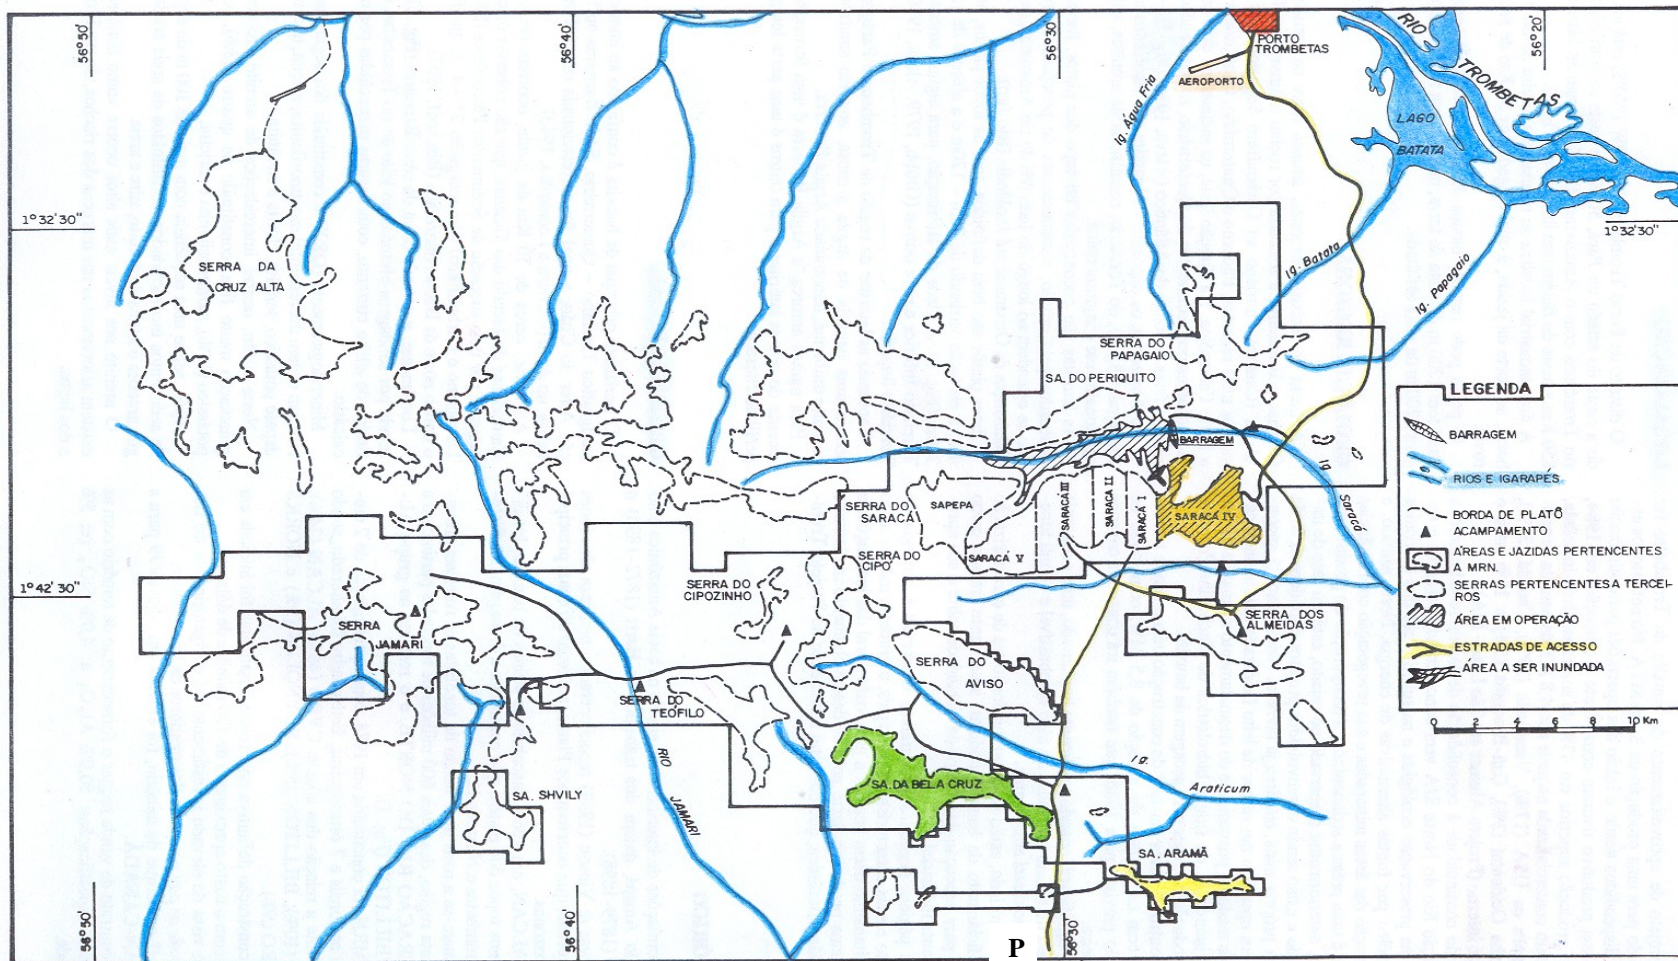 56°50'
56°40'
56°30'
56°20'
PORTO
TROMBETAS
AEROPORTO
RIO
TROMBETAS
LAGO
BATATA
Ig. Água Fria
Ig. Batata
Ig. Papagaio
1°32'30"
1°32'30"
SERRA DA
CRUZ ALTA
SERRA DO
PAPAGAIO
SA. DO PERIQUITO
BARRAGEM
Ig.
Saracá
SERRA DO
SARACÁ
SAPEPA
SARACÁ V
SARACÁ III
SARACÁ II
SARACÁ I
SARACÁ IV
SERRA DO
CIPÓ
SERRA DO
CIPOZINHO
1°42'30"
SERRA
JAMARI
SERRA DOS
ALMEIDAS
SERRA DO
AVISO
SERRA DO
TEÓFILO
RIO
JAMARI
SA. DA BELA CRUZ
Ig.
Araticum
SA. SHVILY
SA. ARAMÃ
56°50'
56°40'
56°30'
P
LEGENDA
BARRAGEM
RIOS E IGARAPÉS
BORDA DE PLATÔ
ACAMPAMENTO
ÁREAS E JAZIDAS PERTENCENTES
A MRN.
SERRAS PERTENCENTES A TERCEI-
ROS
ÁREA EM OPERAÇÃO
ESTRADAS DE ACESSO
ÁREA A SER INUNDADA
0 2 4 6 8 10 Km